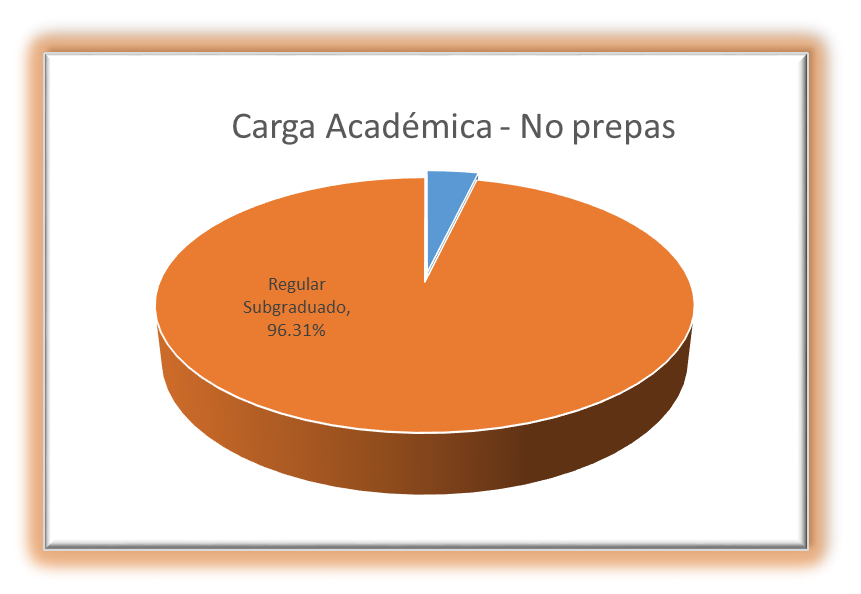 Carga Académica - No prepas
Regular
Subgraduado,
96.31%